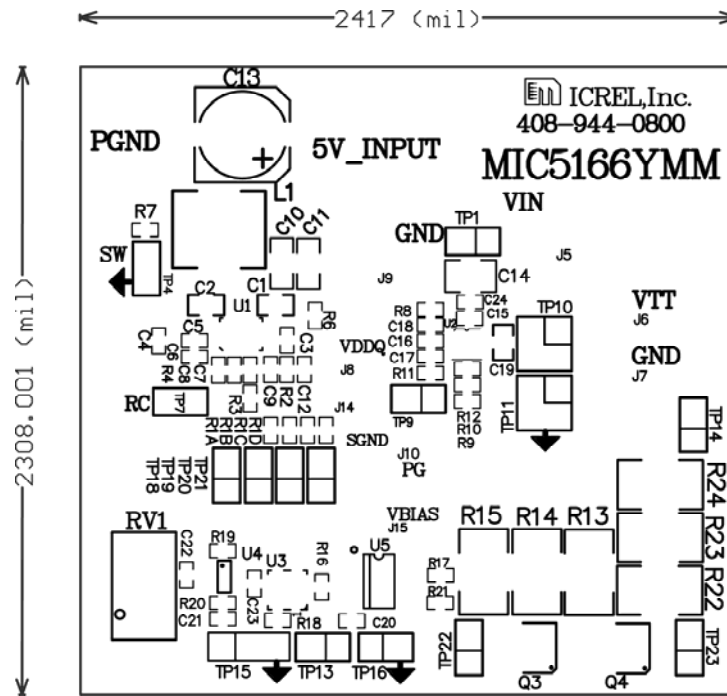 2417 (mil)
2308.001 (mil)
C13
ICREL,Inc.
408-944-0800
PGND
5V_INPUT
MIC5166YMM
L1
VIN
R7
C10
C11
TP1
GND
SW
TP4
J5
C14
J9
C2
C1
U1
R6
C24
C15
R8
C18
U2
C16
C17
R11
TP10
VTT
J6
C4
C5
C6
C8
C7
R4
C3
VDDQ
J8
C19
GND
J7
RC
TP7
R3
C9
R2
C12
J14
TP9
R12
R10
R9
TP11
TP14
R1A
R1B
R1C
R1D
SGND
TP18
TP19
TP20
TP21
J10
PG
R24
RV1
VBIAS
J15
R15
R14
R13
R23
C22
R19
U4
U3
R16
U5
R17
R21
R22
R20
C21
C23
R18
C20
TP15
TP13
TP16
TP22
Q3
Q4
TP23